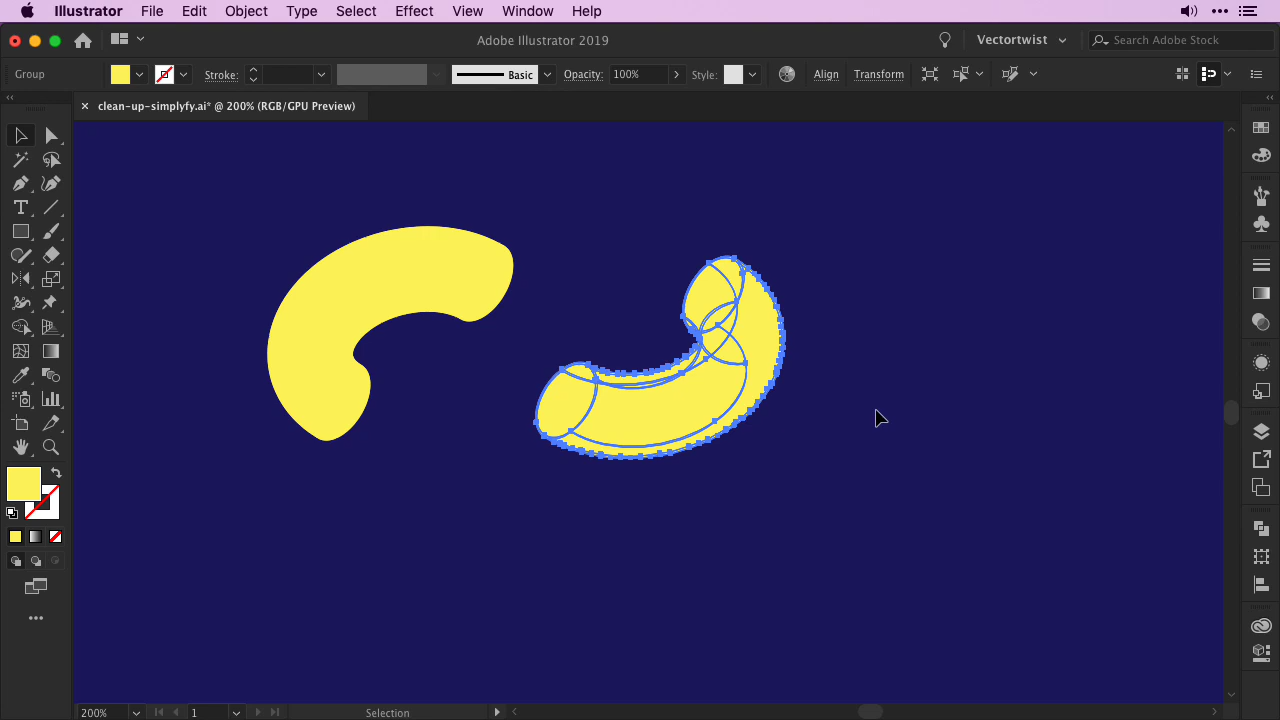 Illustrator File Edit Object Type Select Effect View Window Help
Adobe Illustrator 2019
Vectortwist
Search Adobe Stock
Group
Stroke:
Basic
Opacity: 100%
Style:
Align
Transform
× clean-up-simplyfy.ai* @ 200% (RGB/GPU Preview)
200%
1
Selection